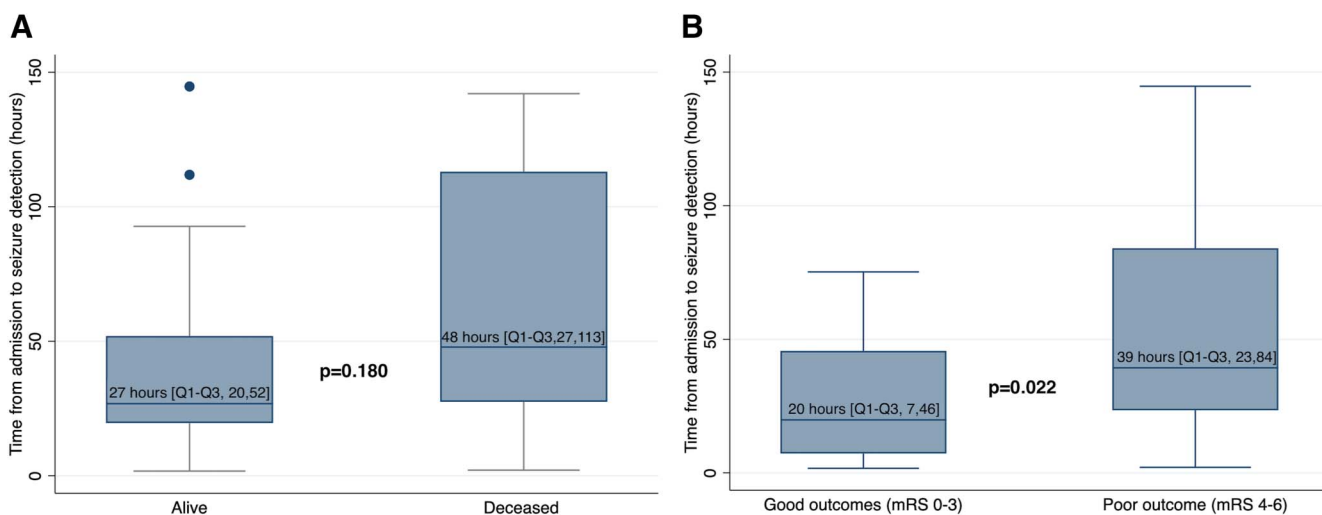 A
Time from admission to seizure detection (hours)
150
100
50
0
27 hours [Q1-Q3, 20,52]
p=0.180
48 hours [Q1-Q3,27,113]
Alive
Deceased
B
Time from admission to seizure detection (hours)
150
100
50
0
20 hours [Q1-Q3, 7,46]
p=0.022
39 hours [Q1-Q3, 23,84]
Good outcomes (mRS 0-3)
Poor outcome (mRS 4-6)